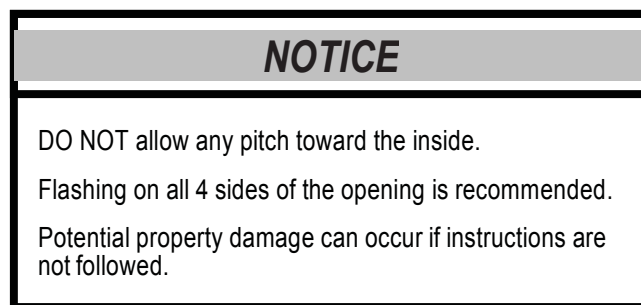 NOTICE
DO NOT allow any pitch toward the inside.
Flashing on all 4 sides of the opening is recommended.
Potential property damage can occur if instructions are
not followed.